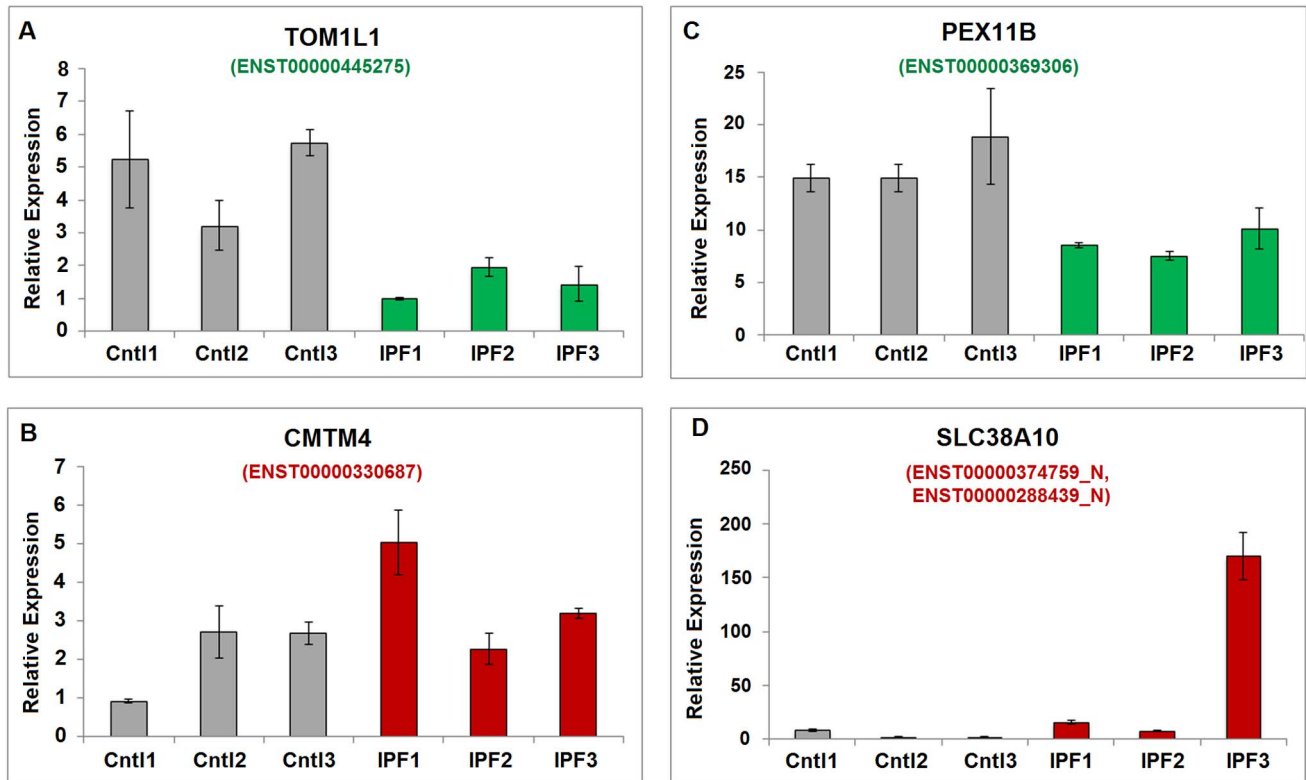 A
TOM1L1
(ENST00000445275)
Relative Expression
8
7
6
5
4
3
2
1
0
Cntl1 Cntl2 Cntl3 IPF1 IPF2 IPF3
C
PEX11B
(ENST00000369306)
Relative Expression
25
20
15
10
5
0
Cntl1 Cntl2 Cntl3 IPF1 IPF2 IPF3
B
CMTM4
(ENST00000330687)
Relative Expression
7
6
5
4
3
2
1
0
Cntl1 Cntl2 Cntl3 IPF1 IPF2 IPF3
D
SLC38A10
(ENST00000374759_N,
ENST00000288439_N)
Relative Expression
250
200
150
100
50
0
Cntl1 Cntl2 Cntl3 IPF1 IPF2 IPF3